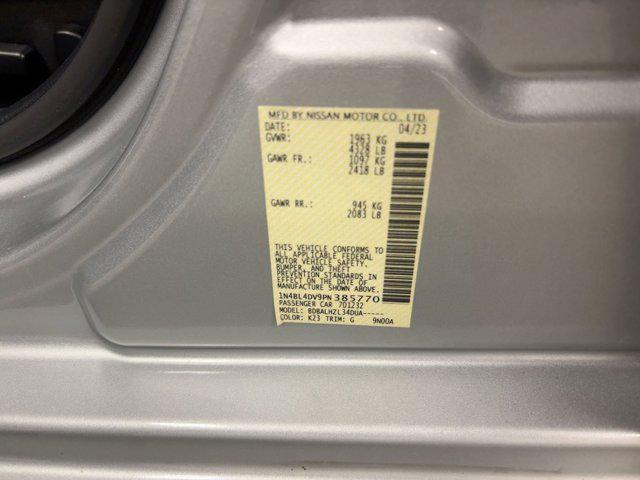 MFD BY NISSAN MOTOR CO., LTD.
DATE: 04/23
GVWR: 1963 KG
4328 LB
GAWR FR.: 1097 KG
2418 LB
GAWR RR.: 945 KG
2083 LB
THIS VEHICLE CONFORMS TO
ALL APPLICABLE FEDERAL
MOTOR VEHICLE SAFETY,
BUMPER, AND THEFT
PREVENTION STANDARDS IN
EFFECT ON THE DATE OF
MANUFACTURE SHOWN ABOVE.
1N4BL4DV9PN385770
PASSENGER CAR 701232
MODEL: BDBALHZL34DUA-----
COLOR: K23 TRIM: G 9N00A